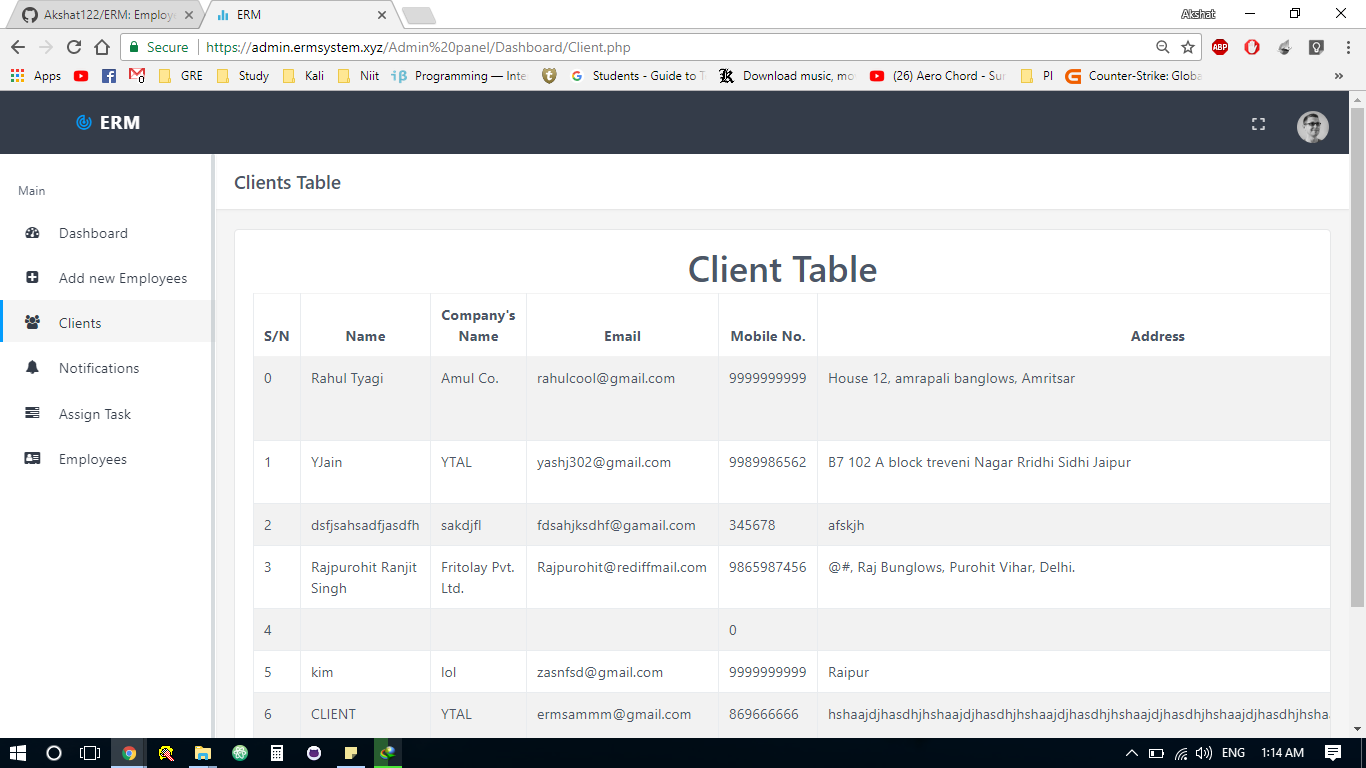 Akshat122/ERM: Employe
ERM
Akshat
Secure
https://admin.ermsystem.xyz/Admin%20panel/Dashboard/Client.php
ABP
Apps
GRE
Study
Kali
Niit
Programming — Inte
Students - Guide to T
Download music, mo
(26) Aero Chord - Sur
PI
Counter-Strike: Globa
»
ERM
Main
Dashboard
Add new Employees
Clients
Notifications
Assign Task
Employees
Clients Table
Client Table
S/N Name Company's Name Email Mobile No. Address
0 Rahul Tyagi Amul Co. rahulcool@gmail.com 9999999999 House 12, amrapali banglows, Amritsar
1 YJain YTAL yashj302@gmail.com 9989986562 B7 102 A block treveni Nagar Rridhi Sidhi Jaipur
2 dsfjsahsadfjasdfh sakdjfl fdsahjksdhf@gamail.com 345678 afskjh
3 Rajpurohit Ranjit Singh Fritolay Pvt. Ltd. Rajpurohit@rediffmail.com 9865987456 @#, Raj Bunglows, Purohit Vihar, Delhi.
4 0
5 kim lol zasnfsd@gmail.com 9999999999 Raipur
6 CLIENT YTAL ermsammm@gmail.com 869666666 hshaajdjhasdhjhshaajdjhasdhjhshaajdjhasdhjhshaajdjhasdhjhshaajdjhasdhjhshaa
ENG
1:14 AM